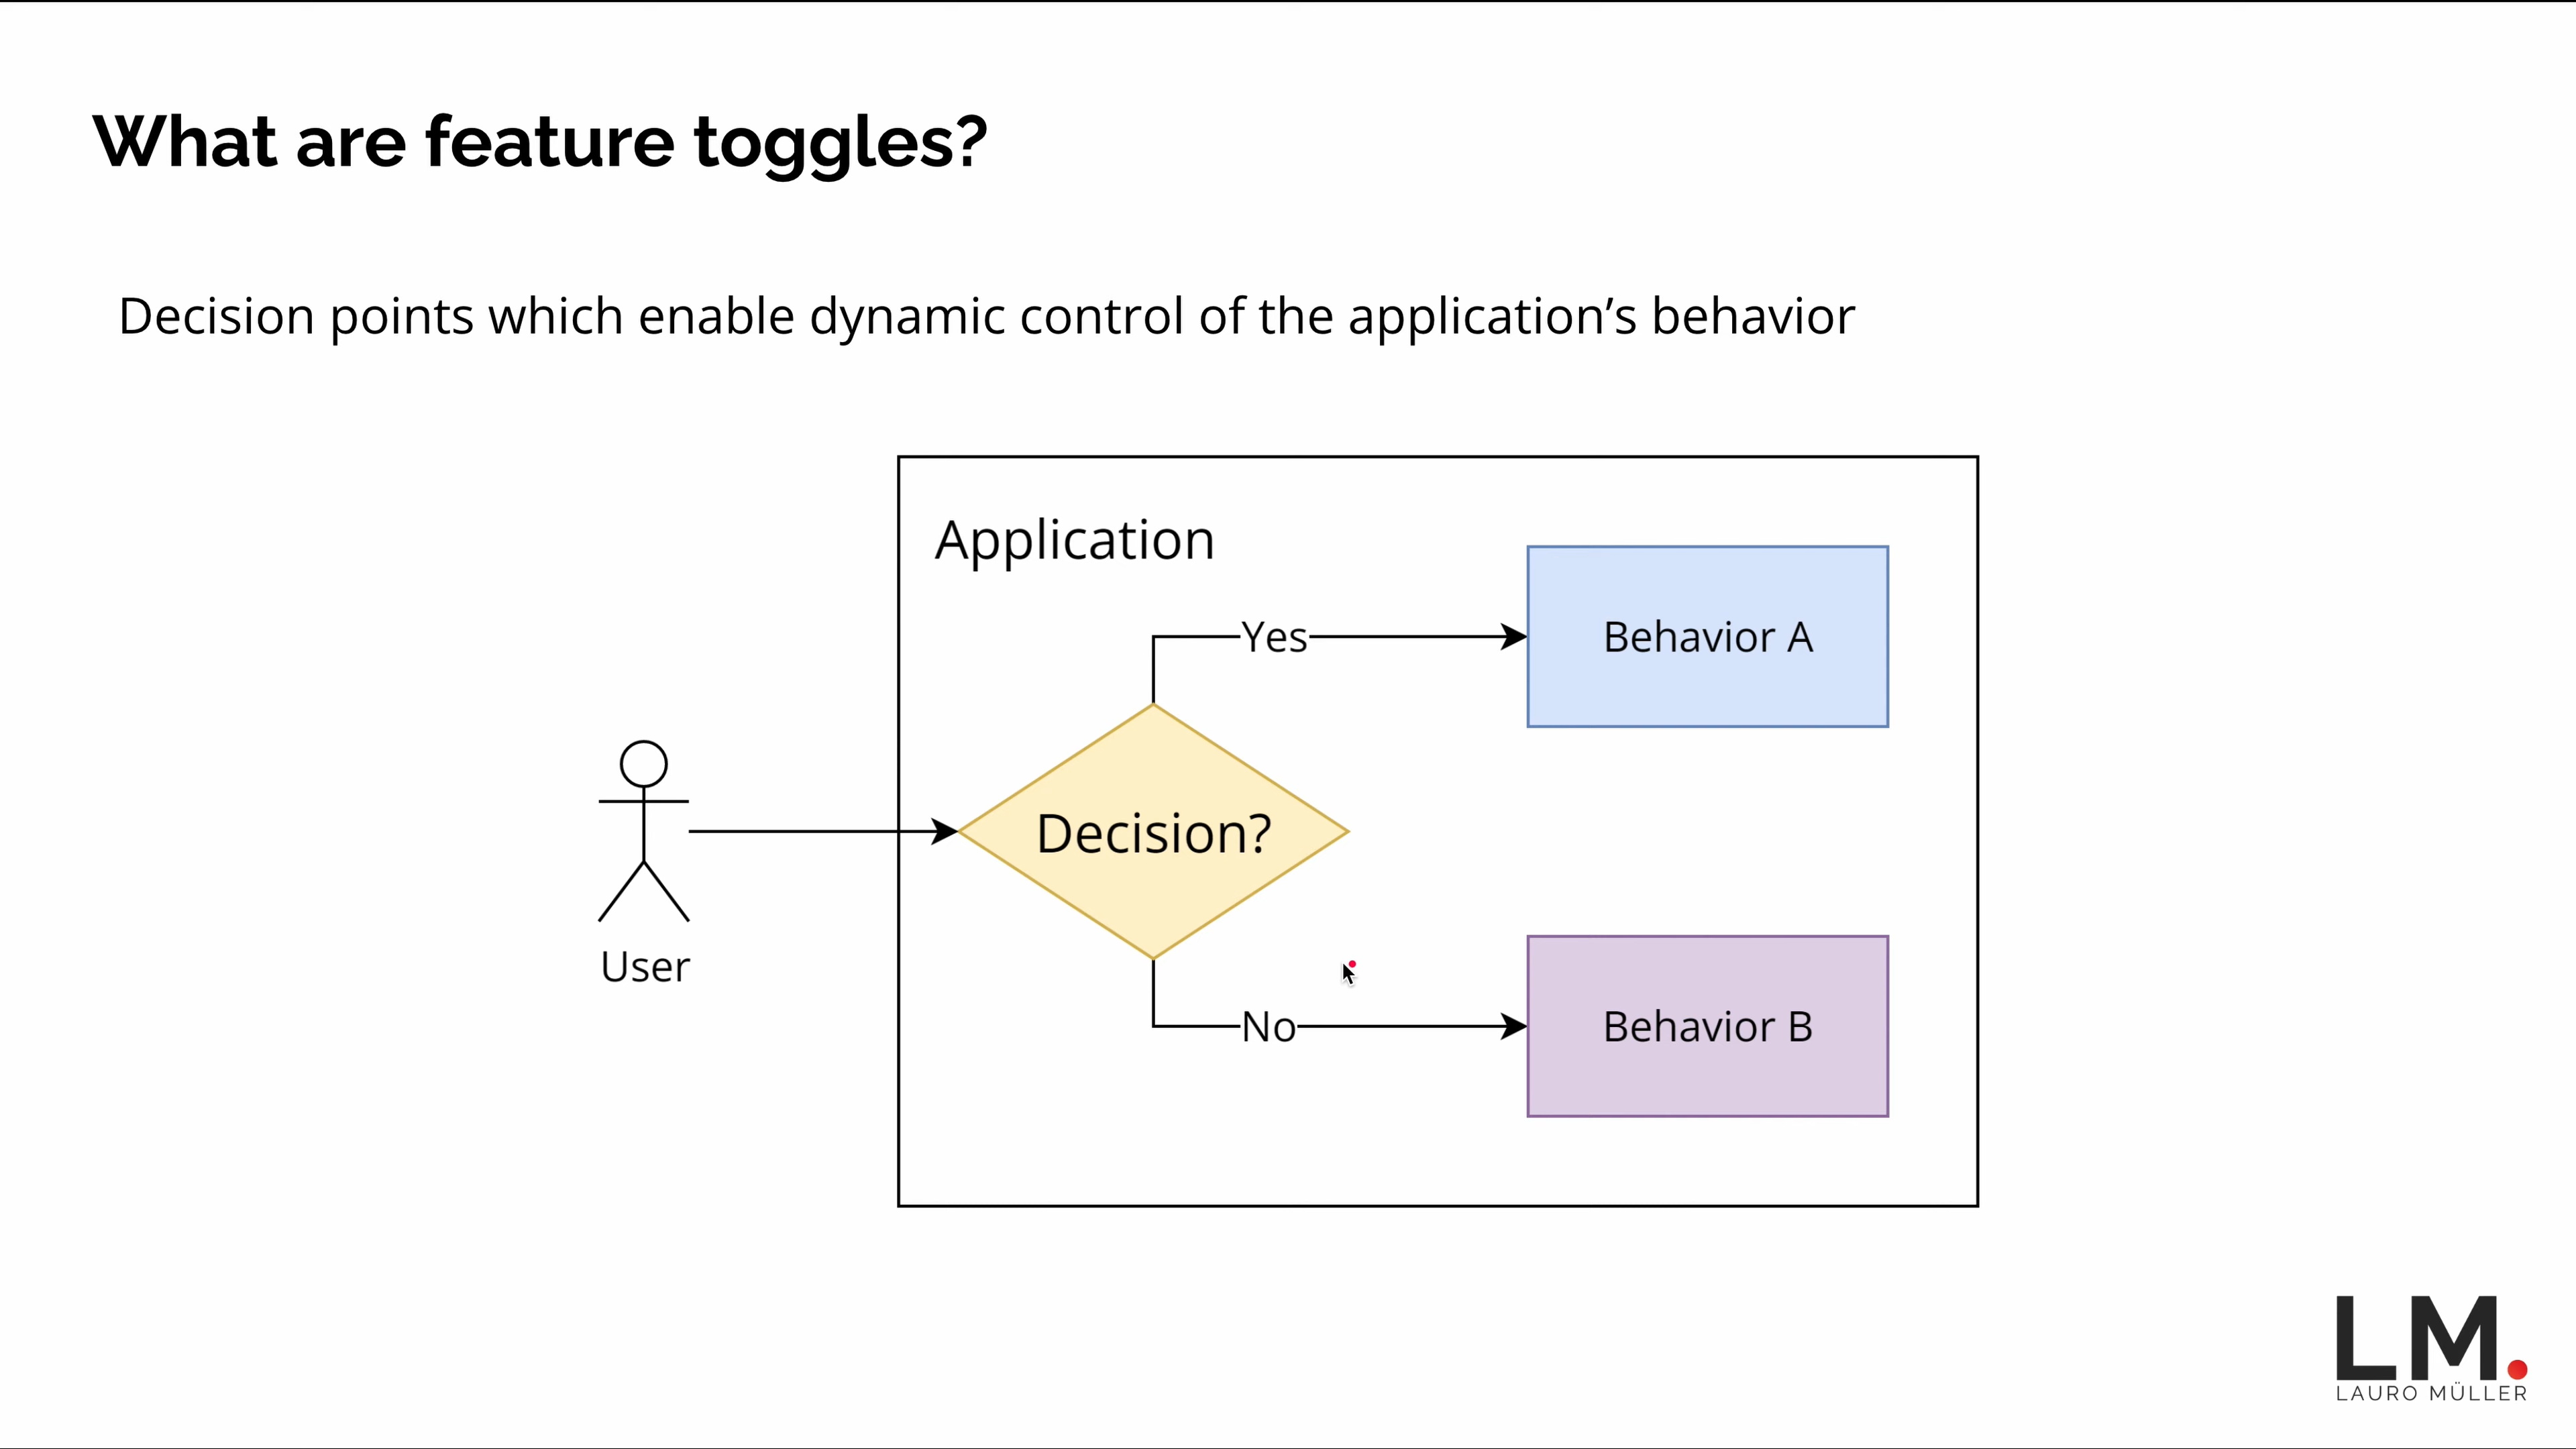 What are feature toggles?
Decision points which enable dynamic control of the application’s behavior
Application
Yes
Behavior A
Decision?
User
No
Behavior B
LM.
LAURO MÜLLER